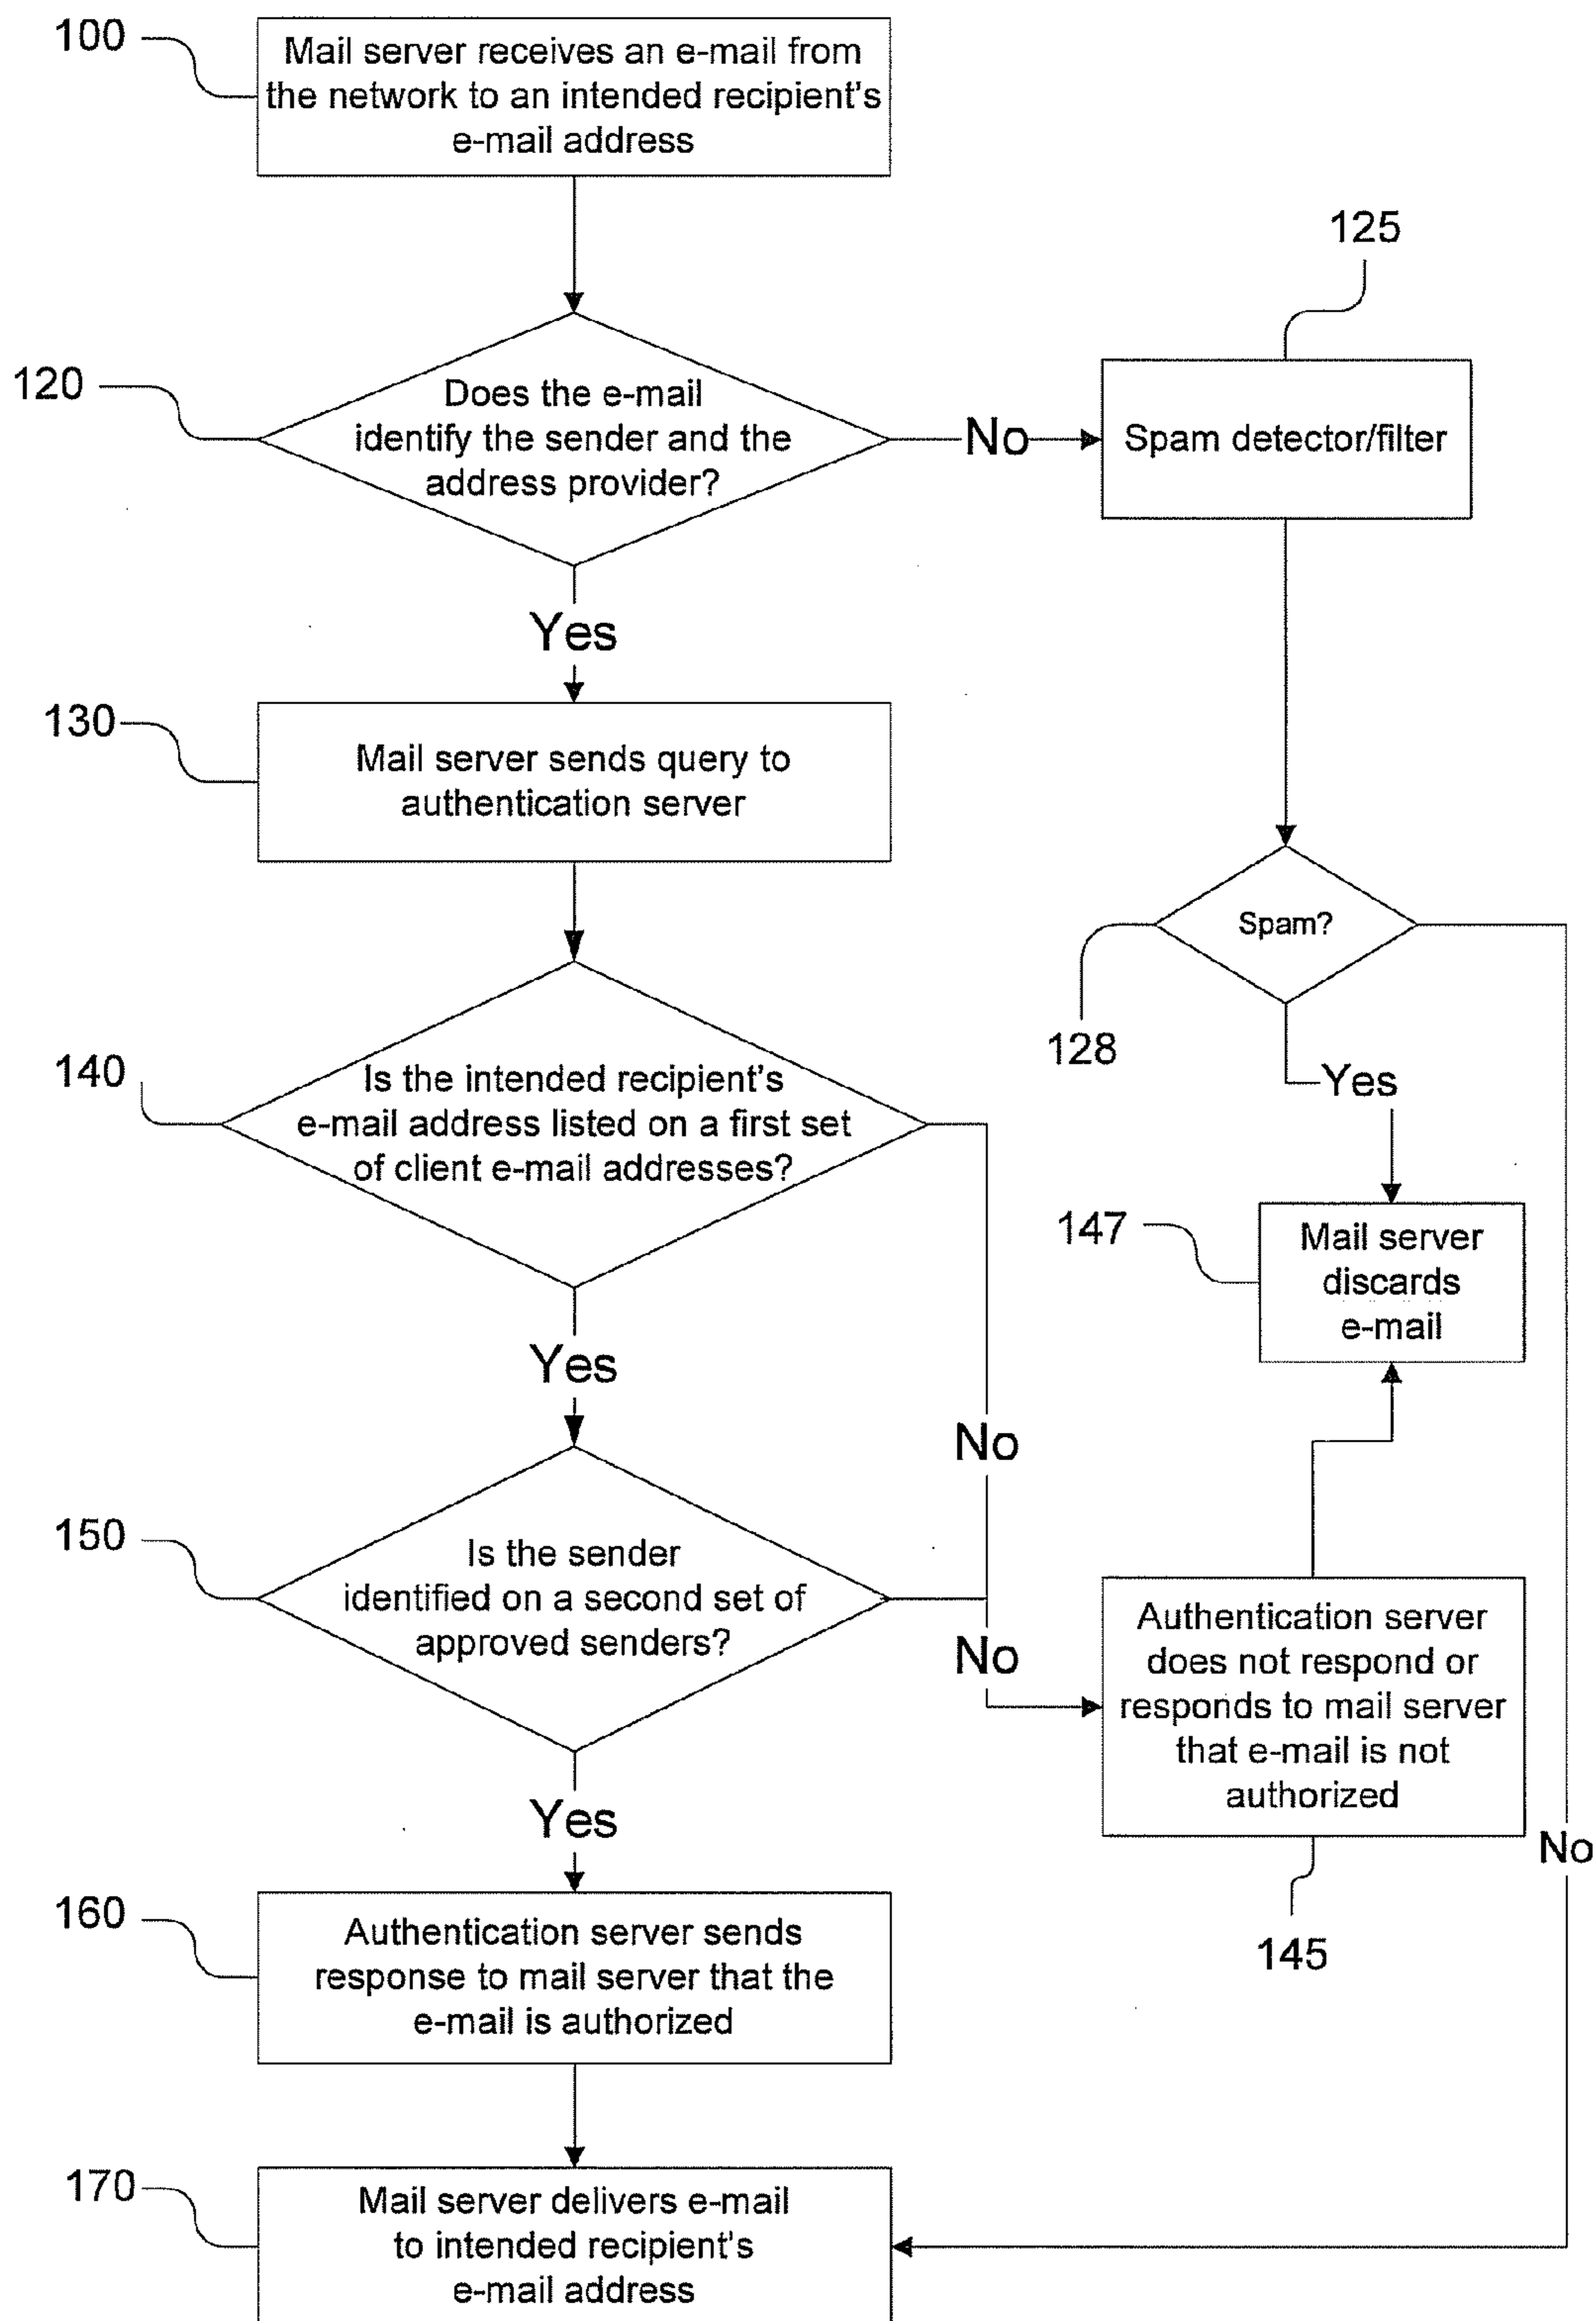 100
Mail server receives an e-mail from
the network to an intended recipient's
e-mail address
125
120
Does the e-mail
identify the sender and the
address provider?
No
Spam detector/filter
Yes
130
Mail server sends query to
authentication server
Spam?
128
Yes
140
Is the intended recipient's
e-mail address listed on a first set
of client e-mail addresses?
147
Mail server
discards
e-mail
Yes
No
150
Is the sender
identified on a second set of
approved senders?
No
Authentication server
does not respond or
responds to mail server
that e-mail is not
authorized
Yes
No
145
160
Authentication server sends
response to mail server that the
e-mail is authorized
170
Mail server delivers e-mail
to intended recipient's
e-mail address